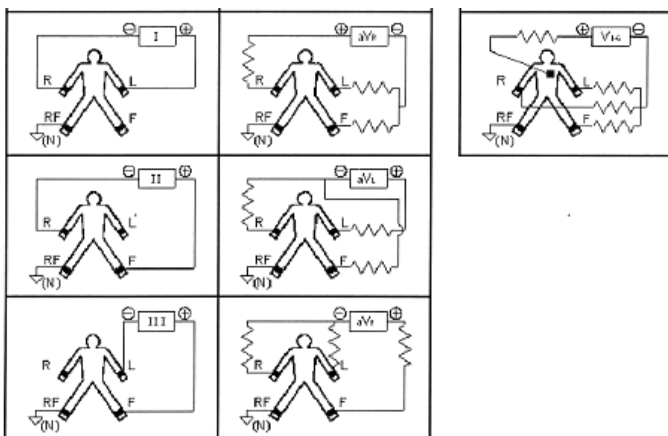 ⊖ I ⊕
R L
RF F
(N)
⊕ aVR ⊖
R L
RF F
(N)
⊕ V1-6 ⊖
R L
RF F
(N)
⊖ II ⊕
R L'
RF F
(N)
⊖ aVL ⊕
R L
RF F
(N)
⊖ III ⊕
R L
RF F
(N)
⊖ aVF ⊕
R L
RF F
(N)